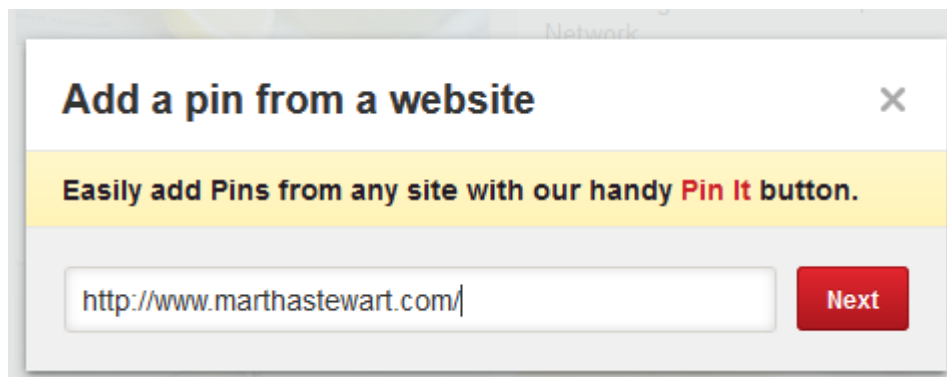 Network
Add a pin from a website
Easily add Pins from any site with our handy Pin It button.
http://www.marthastewart.com/
Next